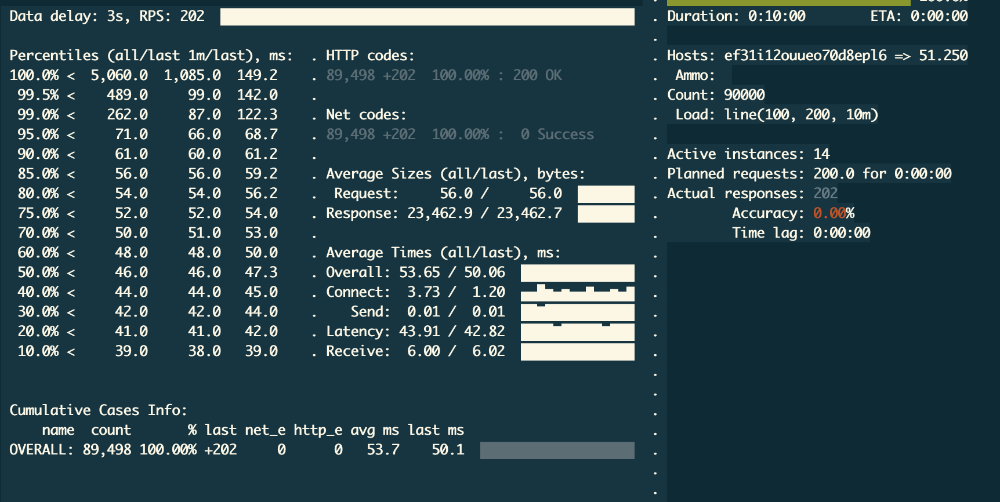 Data delay: 3s, RPS: 202
Percentiles (all/last 1m/last), ms:
100.0% < 5,060.0 1,085.0 149.2
99.5% < 489.0 99.0 142.0
99.0% < 262.0 87.0 122.3
95.0% < 71.0 66.0 68.7
90.0% < 61.0 60.0 61.2
85.0% < 56.0 56.0 59.2
80.0% < 54.0 54.0 56.2
75.0% < 52.0 52.0 54.0
70.0% < 50.0 51.0 53.0
60.0% < 48.0 48.0 50.0
50.0% < 46.0 46.0 47.3
40.0% < 44.0 44.0 45.0
30.0% < 42.0 42.0 44.0
20.0% < 41.0 41.0 42.0
10.0% < 39.0 38.0 39.0
. HTTP codes:
. 89,498 +202 100.00% : 200 OK
.
. Net codes:
. 89,498 +202 100.00% : 0 Success
.
. Average Sizes (all/last), bytes:
. Request: 56.0 / 56.0
. Response: 23,462.9 / 23,462.7
.
. Average Times (all/last), ms:
. Overall: 53.65 / 50.06
. Connect: 3.73 / 1.20
. Send: 0.01 / 0.01
. Latency: 43.91 / 42.82
. Receive: 6.00 / 6.02
Cumulative Cases Info:
name count % last net_e http_e avg ms last ms
OVERALL: 89,498 100.00% +202 0 0 53.7 50.1
. Duration: 0:10:00 ETA: 0:00:00
.
. Hosts: ef31i12ouueo70d8epl6 => 51.250
. Ammo:
. Count: 90000
. Load: line(100, 200, 10m)
.
. Active instances: 14
. Planned requests: 200.0 for 0:00:00
. Actual responses: 202
. Accuracy: 0.00%
. Time lag: 0:00:00